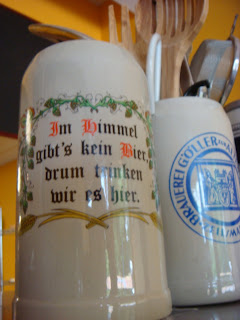 Im Himmel
gibt's kein Bier,
drum trinken
wir es hier.
BRAUEREI GÖLLER